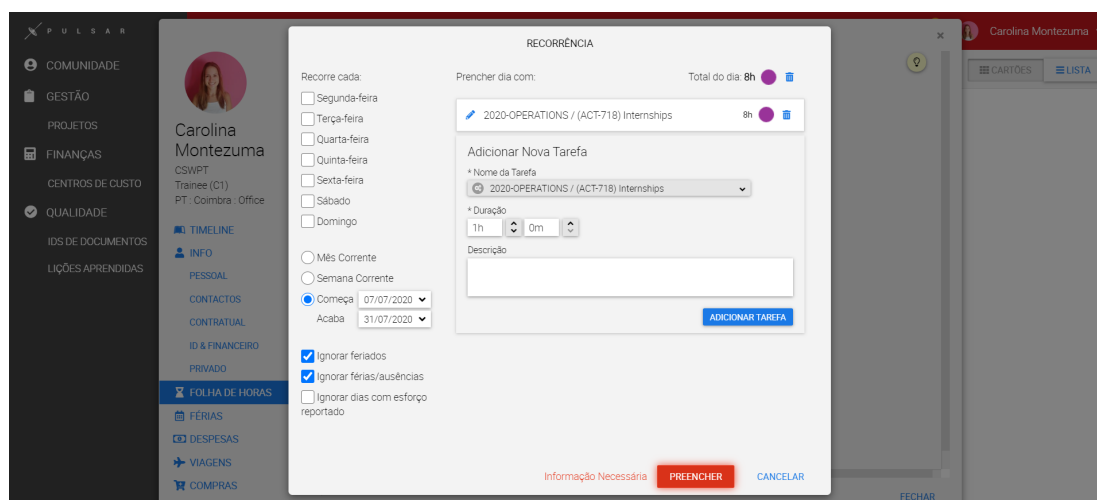 PULSAR
COMUNIDADE
GESTÃO
PROJETOS
FINANÇAS
CENTROS DE CUSTO
QUALIDADE
IDS DE DOCUMENTOS
LIÇÕES APRENDIDAS
Carolina
Montezuma
CSWPT
Trainee (C1)
PT : Coimbra : Office
TIMELINE
INFO
PESSOAL
CONTACTOS
CONTRATUAL
ID & FINANCEIRO
PRIVADO
FOLHA DE HORAS
FÉRIAS
DESPESAS
VIAGENS
COMPRAS
RECORRÊNCIA
Recorre cada:
Segunda-feira
Terça-feira
Quarta-feira
Quinta-feira
Sexta-feira
Sábado
Domingo
Mês Corrente
Semana Corrente
Começa 07/07/2020
Acaba 31/07/2020
Ignorar feriados
Ignorar férias/ausências
Ignorar dias com esforço
reportado
Prencher dia com: Total do dia: 8h
2020-OPERATIONS / (ACT-718) Internships 8h
Adicionar Nova Tarefa
* Nome da Tarefa
2020-OPERATIONS / (ACT-718) Internships
* Duração
1h 0m
Descrição
ADICIONAR TAREFA
Informação Necessária PREENCHER CANCELAR
×
FECHAR
Carolina Montezuma
CARTÕES LISTA